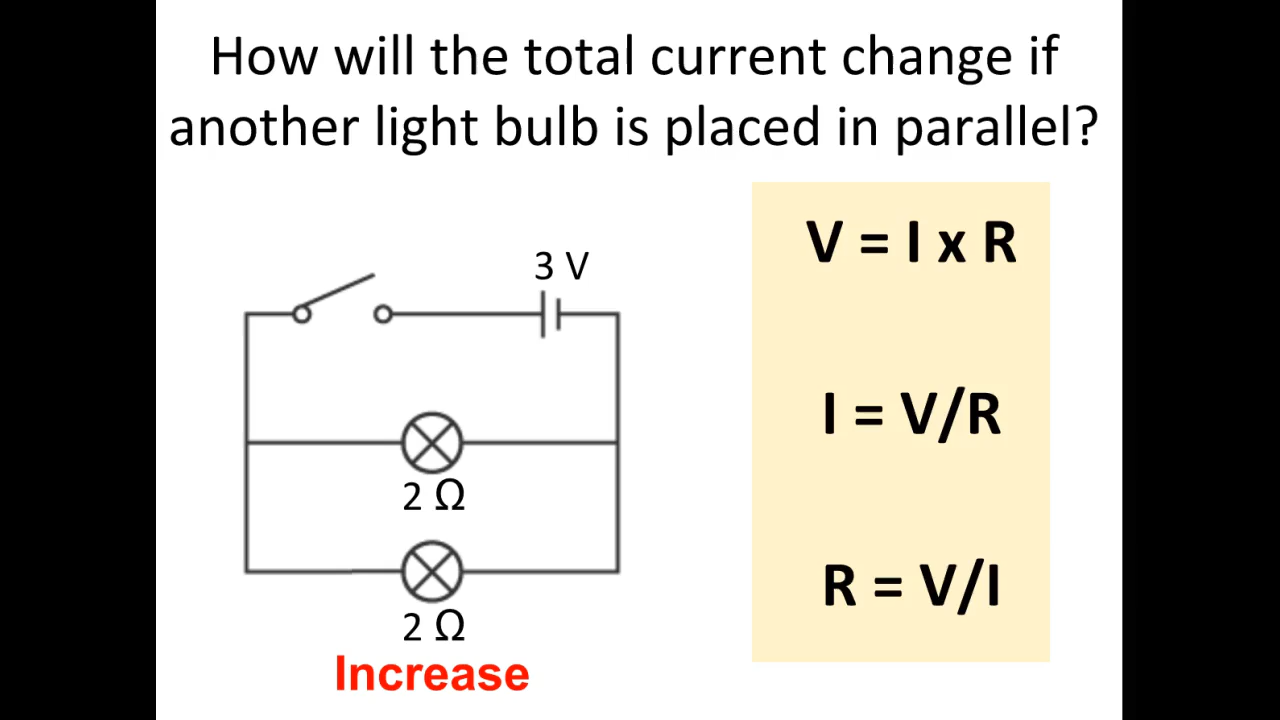 How will the total current change if
another light bulb is placed in parallel?
3 V
2 Ω
2 Ω
Increase
V = I x R
I = V/R
R = V/I